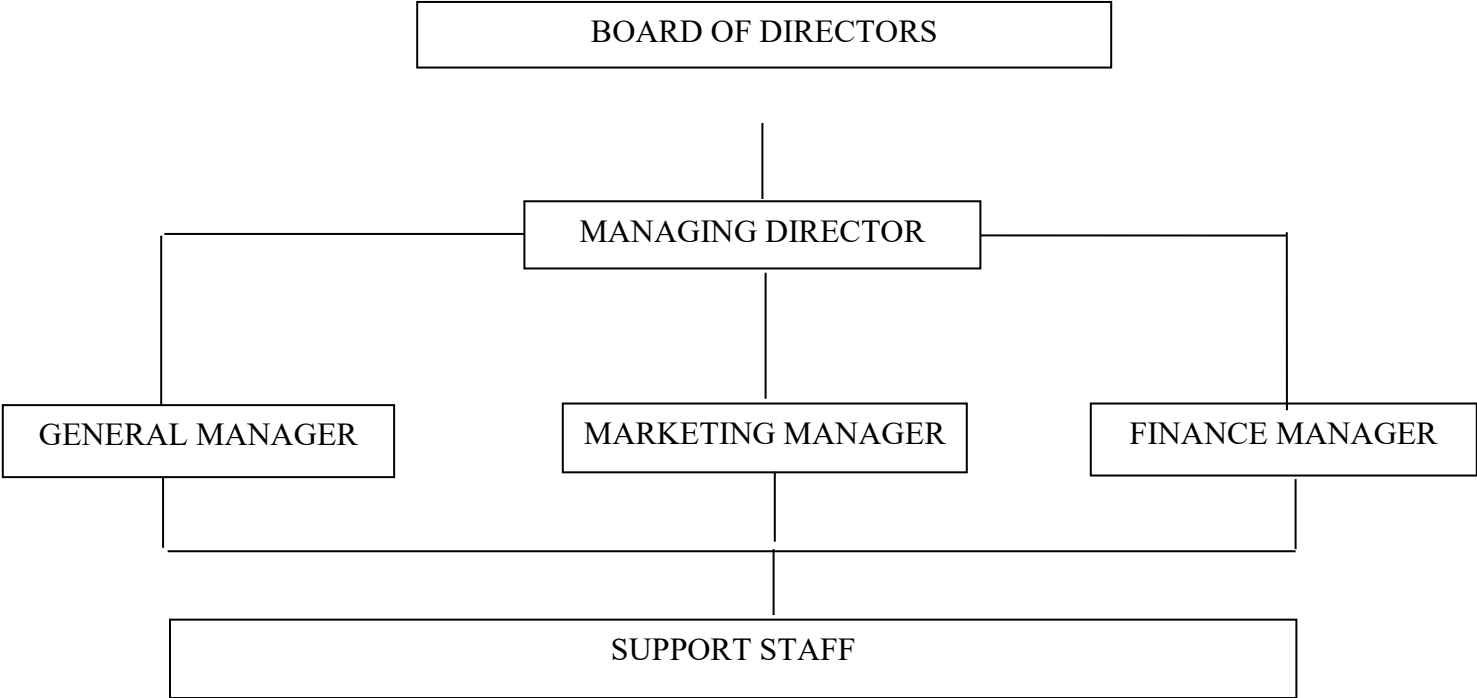 BOARD OF DIRECTORS
MANAGING DIRECTOR
GENERAL MANAGER
MARKETING MANAGER
FINANCE MANAGER
SUPPORT STAFF